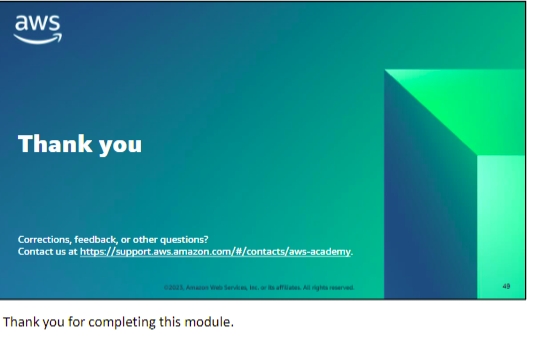 aws
Thank you
Corrections, feedback, or other questions?
Contact us at https://support.aws.amazon.com/#/contacts/aws-academy.
©2023, Amazon Web Services, Inc. or its affiliates. All rights reserved.
49
Thank you for completing this module.